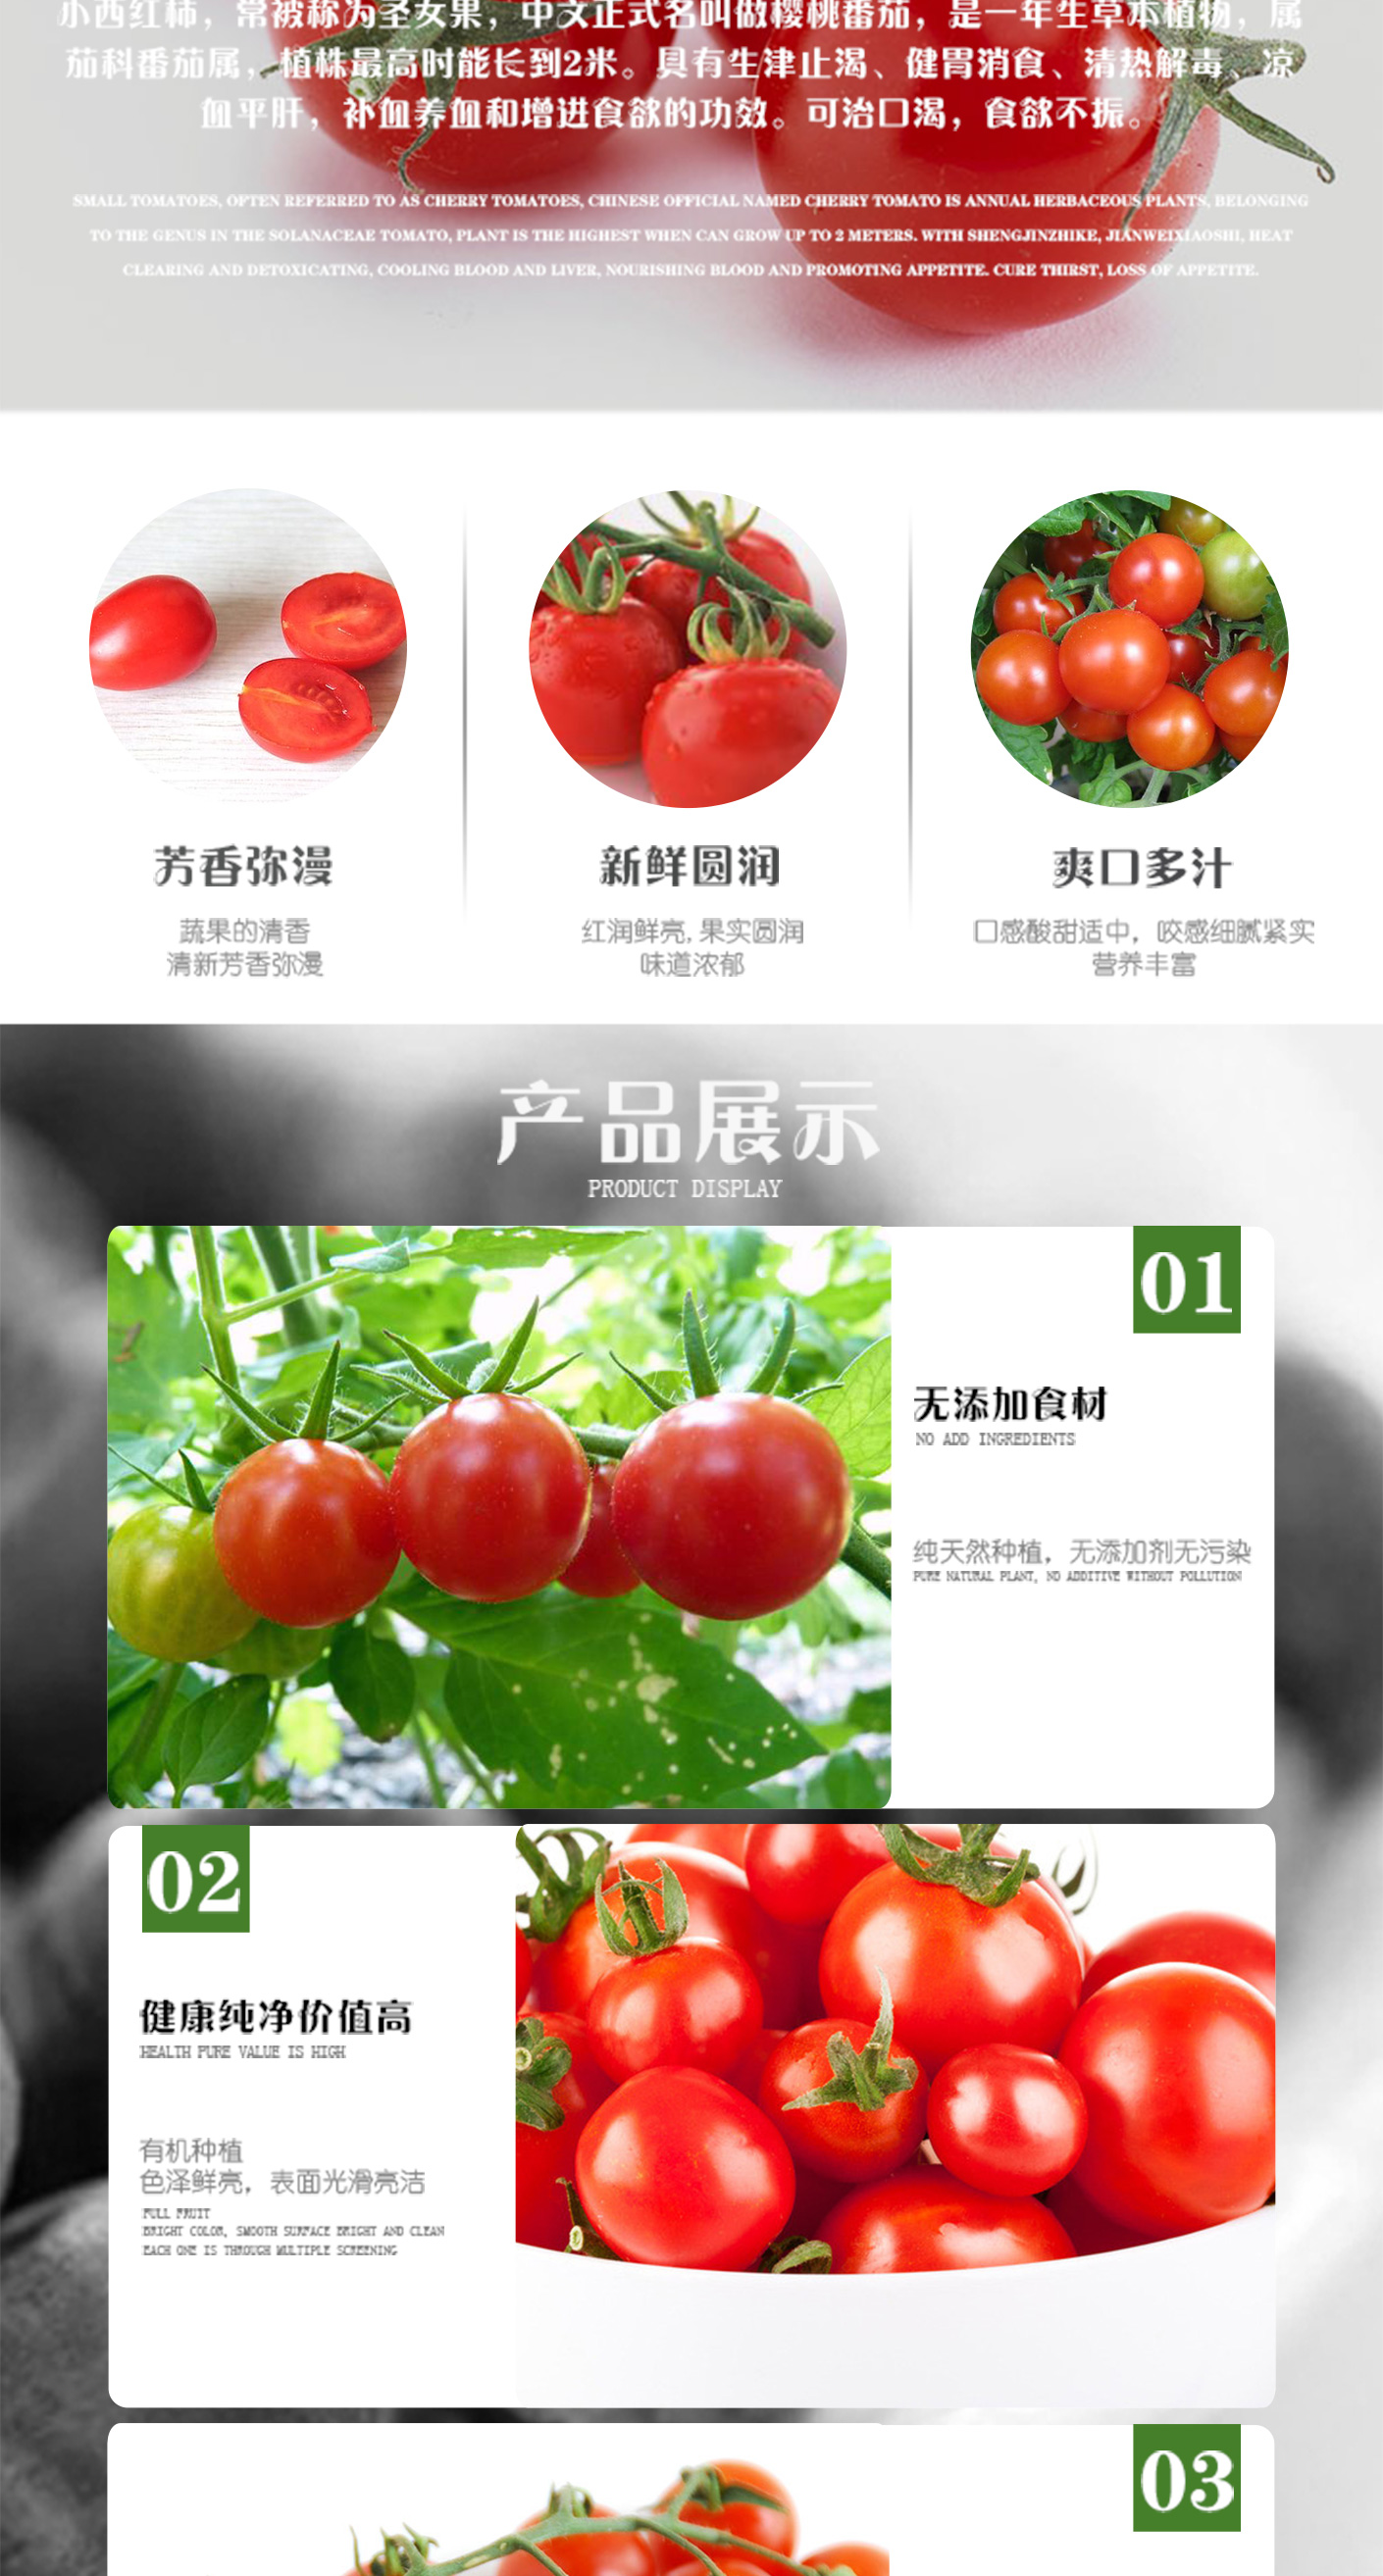 小西红柿，常被称为圣女果，中文正式名叫做樱桃番茄，是一年生草本植物，属
茄科番茄属，植株最高时能长到2米。具有生津止渴、健胃消食、清热解毒、凉
血平肝，补血养血和增进食欲的功效。可治口渴，食欲不振。
SMALL TOMATOES, OFTEN REFERRED TO AS CHERRY TOMATOES, CHINESE OFFICIAL NAMED CHERRY TOMATO IS ANNUAL HERBACEOUS PLANTS, BELONGING
TO THE GENUS IN THE SOLANACEAE TOMATO, PLANT IS THE HIGHEST WHEN CAN GROW UP TO 2 METERS. WITH SHENGJINZHIKE, JIANWEIXIAOSHI, HEAT
CLEARING AND DETOXICATING, COOLING BLOOD AND LIVER, NOURISHING BLOOD AND PROMOTING APPETITE. CURE THIRST, LOSS OF APPETITE.
芳香弥漫
蔬果的清香
清新芳香弥漫
新鲜圆润
红润鲜亮,果实圆润
味道浓郁
爽口多汁
口感酸甜适中，咬感细腻紧实
营养丰富
产品展示
PRODUCT DISPLAY
01
无添加食材
NO ADD INGREDIENTS
纯天然种植，无添加剂无污染
PURE NATURAL PLANT, NO ADDITIVE WITHOUT POLLUTION
02
健康纯净价值高
HEALTH PURE VALUE IS HIGH
有机种植
色泽鲜亮，表面光滑亮洁
FULL FRUIT
BRIGHT COLOR, SMOOTH SURFACE BRIGHT AND CLEAN
EACH ONE IS THROUGH MULTIPLE SCREENING
03